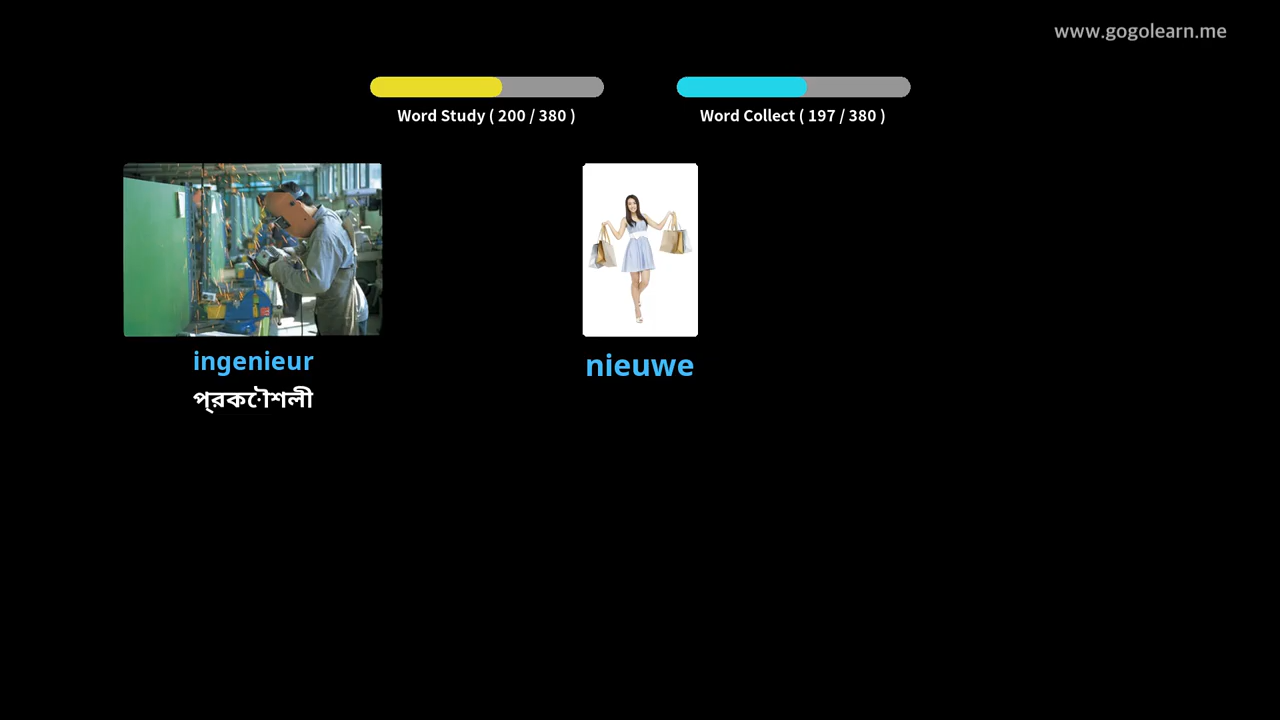 www.gogolearn.me
Word Study ( 200 / 380 )
Word Collect ( 197 / 380 )
ingenieur
প্রকৌশলী
nieuwe